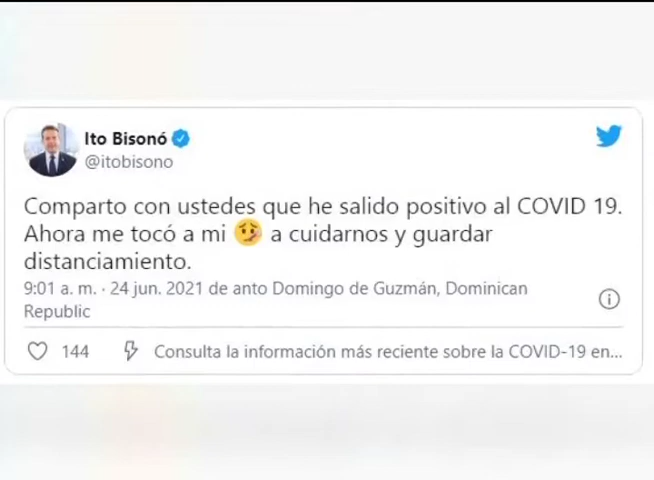 Ito Bisonó
@itobisono
Comparto con ustedes que he salido positivo al COVID 19.
Ahora me tocó a mi 🤒 a cuidarnos y guardar
distanciamiento.
9:01 a. m. · 24 jun. 2021 de anto Domingo de Guzmán, Dominican
Republic
144
Consulta la información más reciente sobre la COVID-19 en...